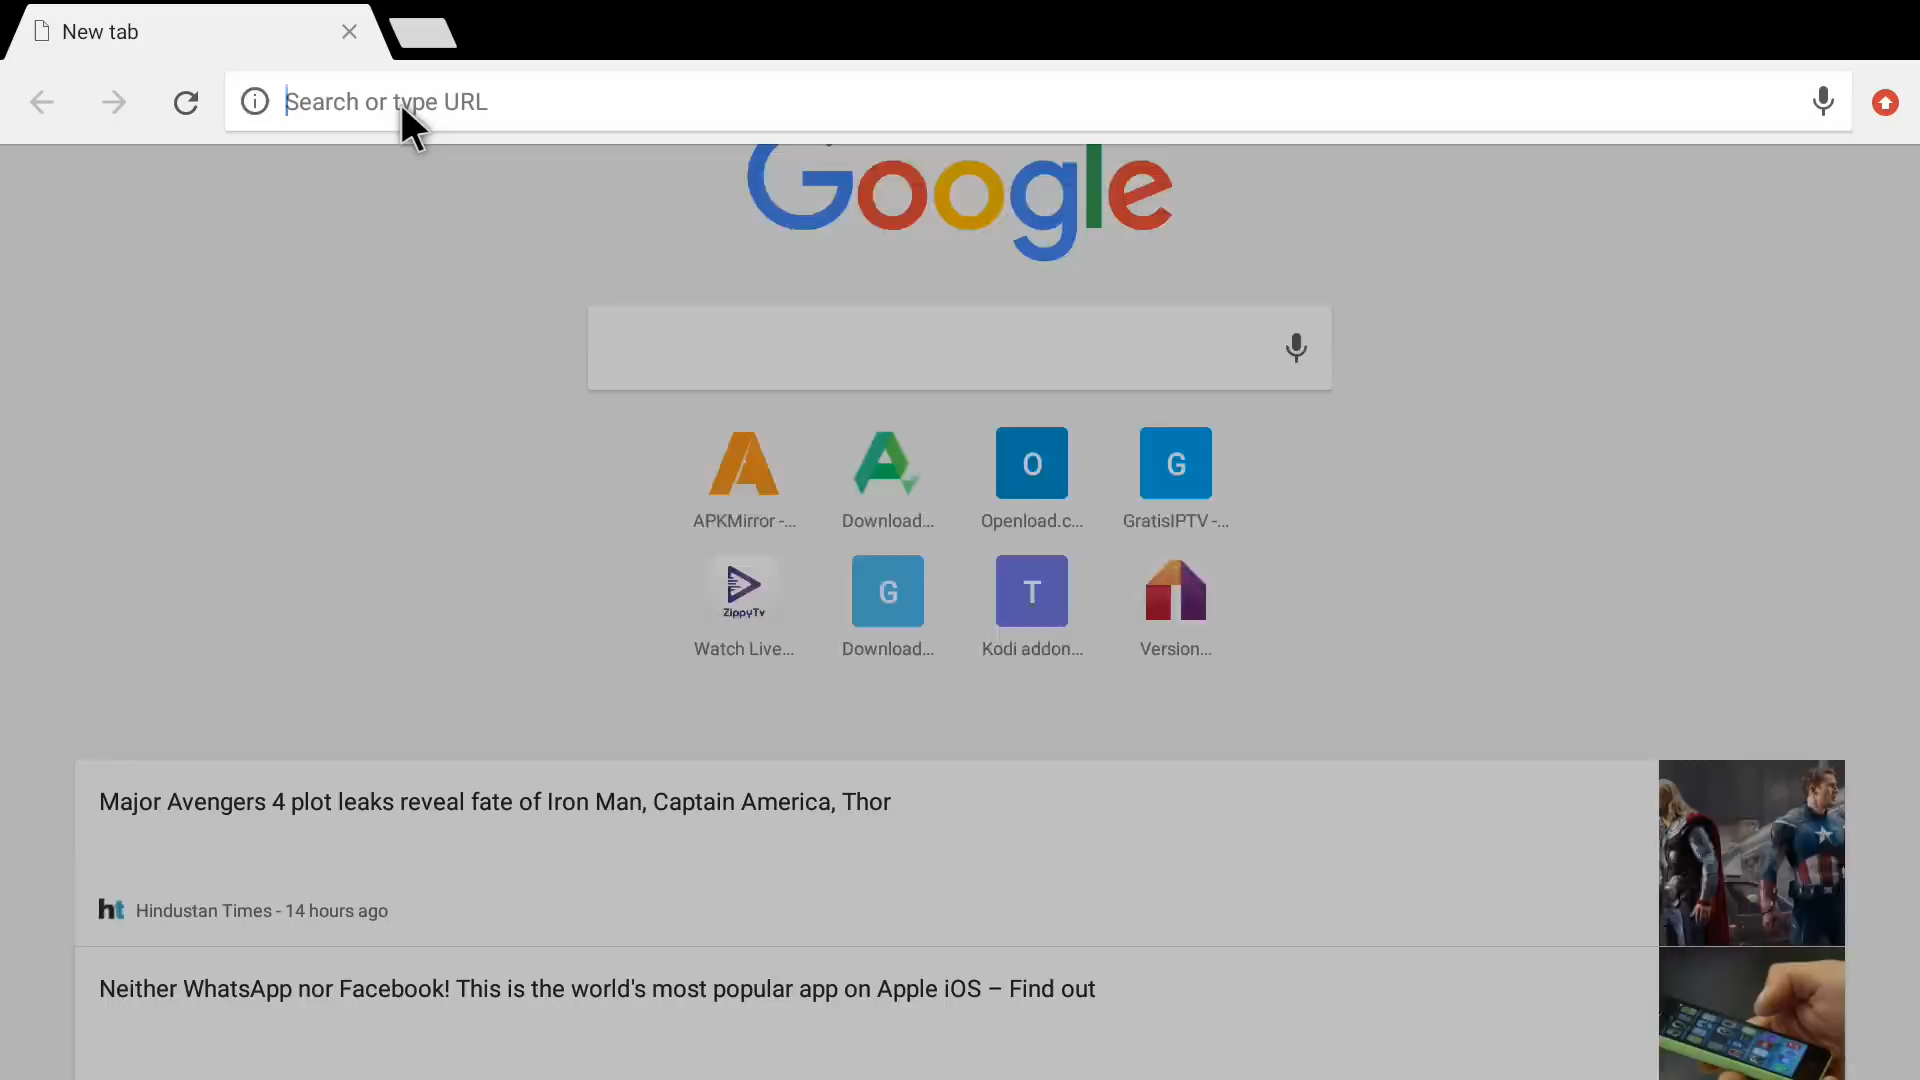 New tab
Search or type URL
Google
APKMirror -... Download... Openload.c... GratisIPTV -...
O G
ZippyTv
G T
Watch Live... Download... Kodi addon... Version...
Major Avengers 4 plot leaks reveal fate of Iron Man, Captain America, Thor
ht Hindustan Times - 14 hours ago
Neither WhatsApp nor Facebook! This is the world's most popular app on Apple iOS – Find out